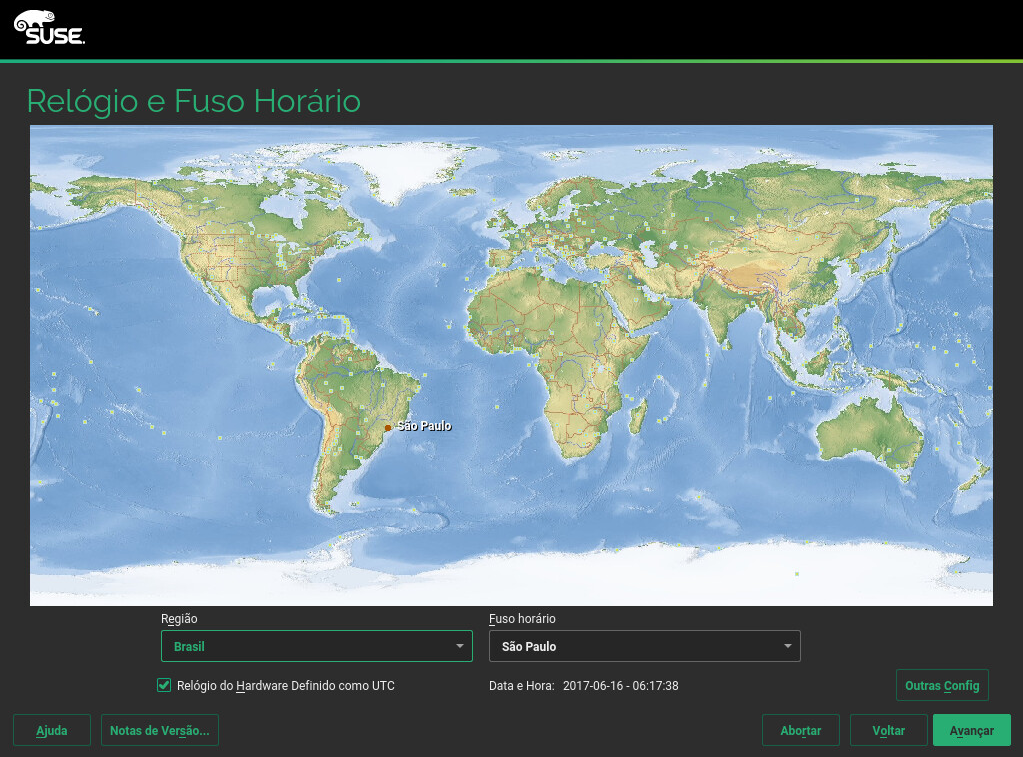 SUSE.
Relógio e Fuso Horário
São Paulo
Região
Fuso horário
Brasil
São Paulo
Relógio do Hardware Definido como UTC
Data e Hora: 2017-06-16 - 06:17:38
Outras Config
Ajuda
Notas de Versão...
Abortar
Voltar
Avançar